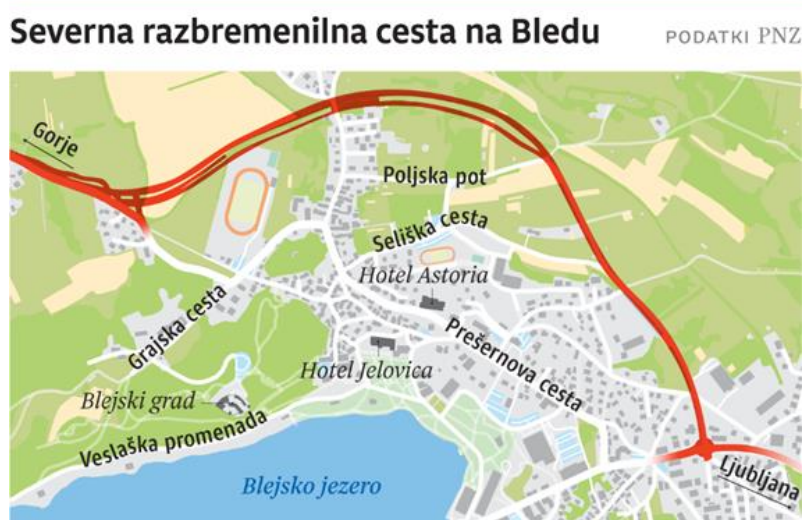 Severna razbremenilna cesta na Bledu
PODATKI PNZ
Gorje
Poljska pot
Seliška cesta
Hotel Astoria
Grajska cesta
Prešernova cesta
Hotel Jelovica
Blejski grad
Veslaška promenada
Ljubljana
Blejsko jezero